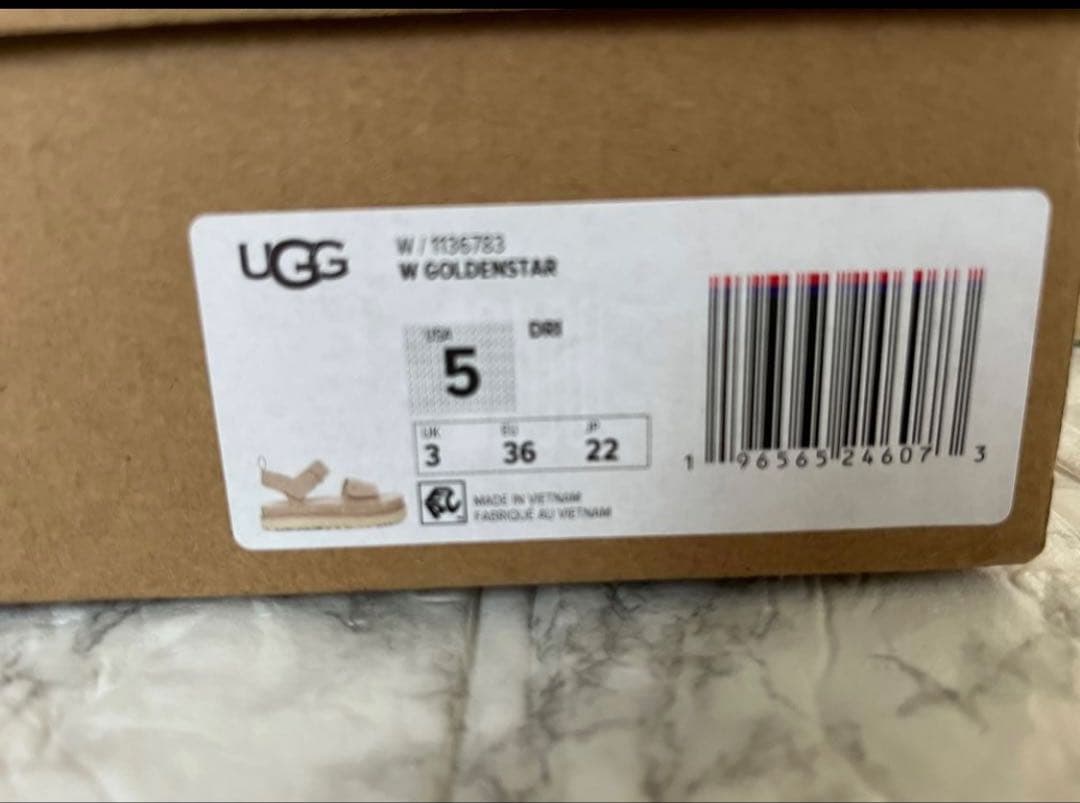 UGG
W / 1136783
W GOLDENSTAR
USA
DRI
5
UK EU JP
3 36 22
MADE IN VIETNAM
FABRIQUÉ AU VIETNAM
1 96565 24607 3